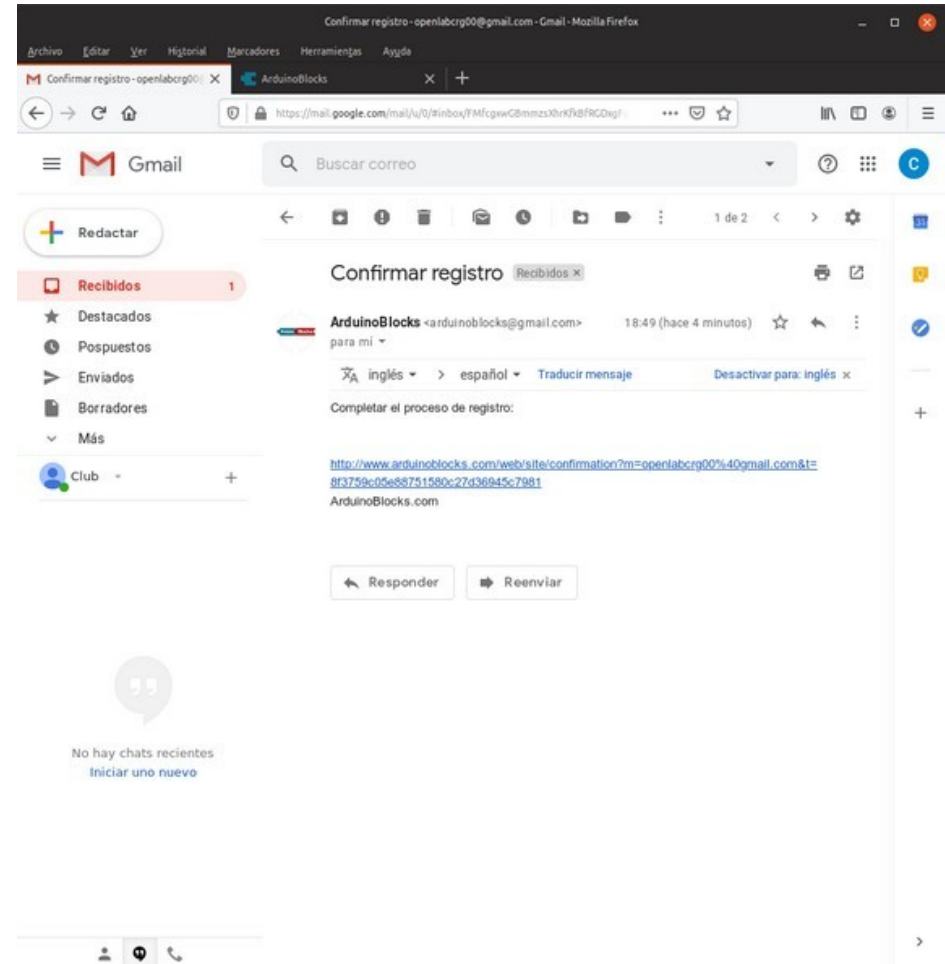 Confirmar registro - openlabcrg00@gmail.com - Gmail - Mozilla Firefox
Archivo Editar Ver Historial Marcadores Herramientas Ayuda
Confirmar registro - openlabcrg00
ArduinoBlocks
https://mail.google.com/mail/u/0/#inbox/
Gmail
Buscar correo
C
Redactar
1 de 2
31
Confirmar registro Recibidos ×
Recibidos 1
Destacados
ArduinoBlocks <arduinoblocks@gmail.com> 18:49 (hace 4 minutos)
para mí
Pospuestos
Enviados
inglés > español Traducir mensaje Desactivar para: inglés ×
Borradores
Completar el proceso de registro:
Más
Club
http://www.arduinoblocks.com/web/site/confirmation?m=openlabcrg00%40gmail.com&t=
8f3759c05e88751580c27d36945c7981
ArduinoBlocks.com
Responder Reenviar
No hay chats recientes
Iniciar uno nuevo